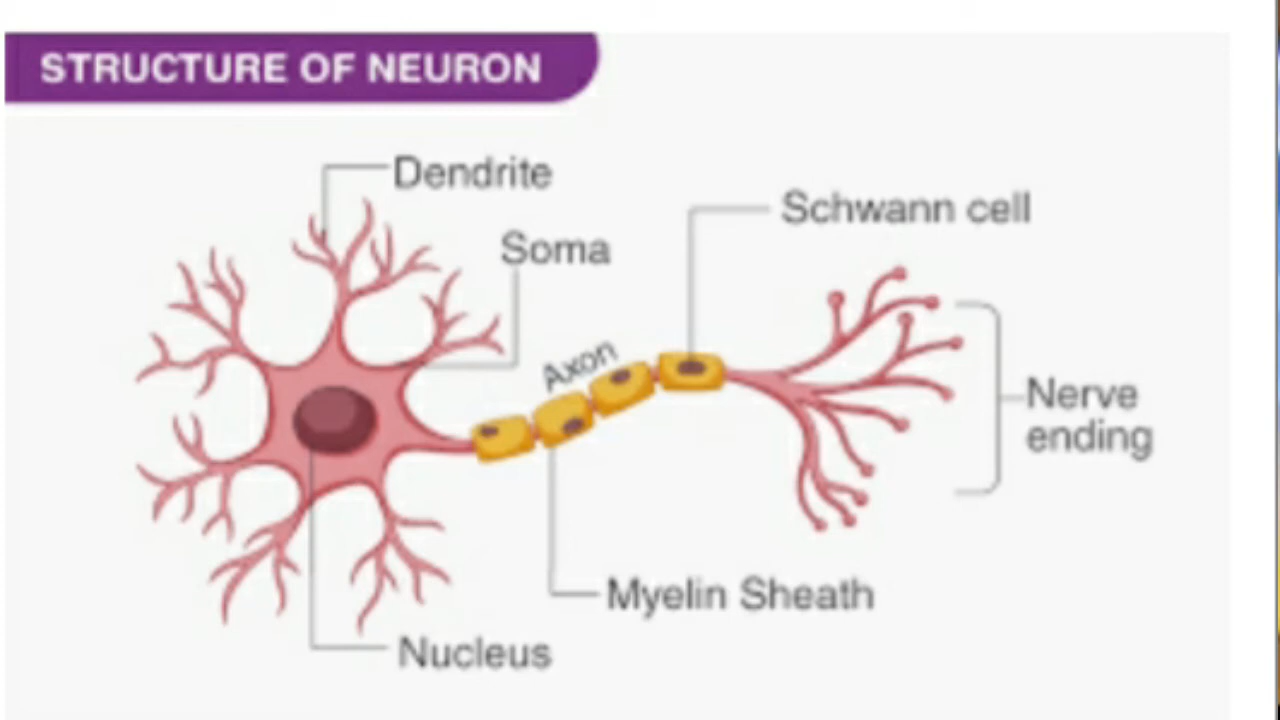 STRUCTURE OF NEURON
Dendrite
Soma
Schwann cell
Axon
Nerve
ending
Myelin Sheath
Nucleus